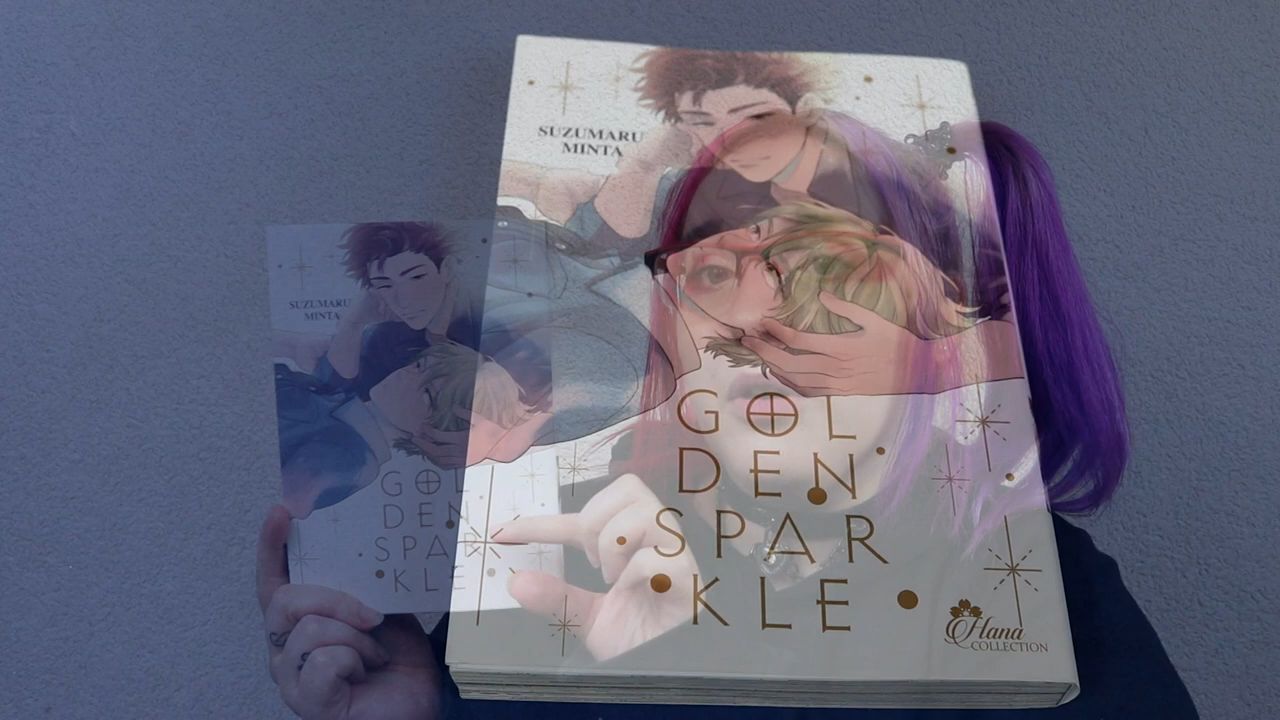 SUZUMARU
MINTA
GOL
DEN
SPAR
KLE
Hana
COLLECTION
SUZUMARU
MINTA
GOL
DEN
SPAR
KLE